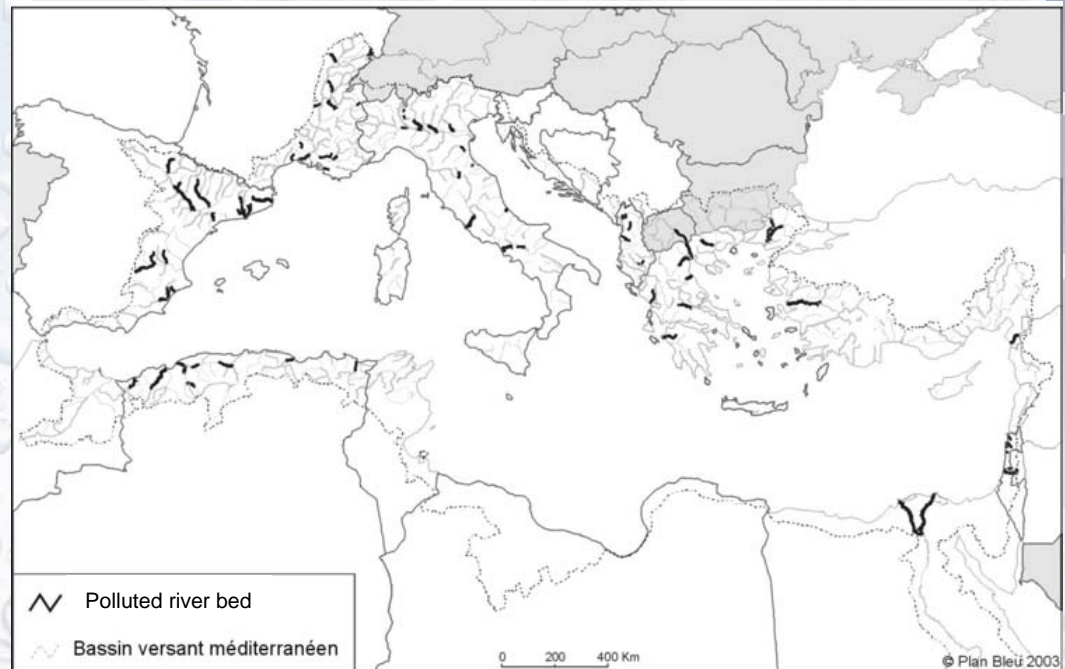 Polluted river bed
Bassin versant méditerranéen
0 200 400 Km
© Plan Bleu 2003